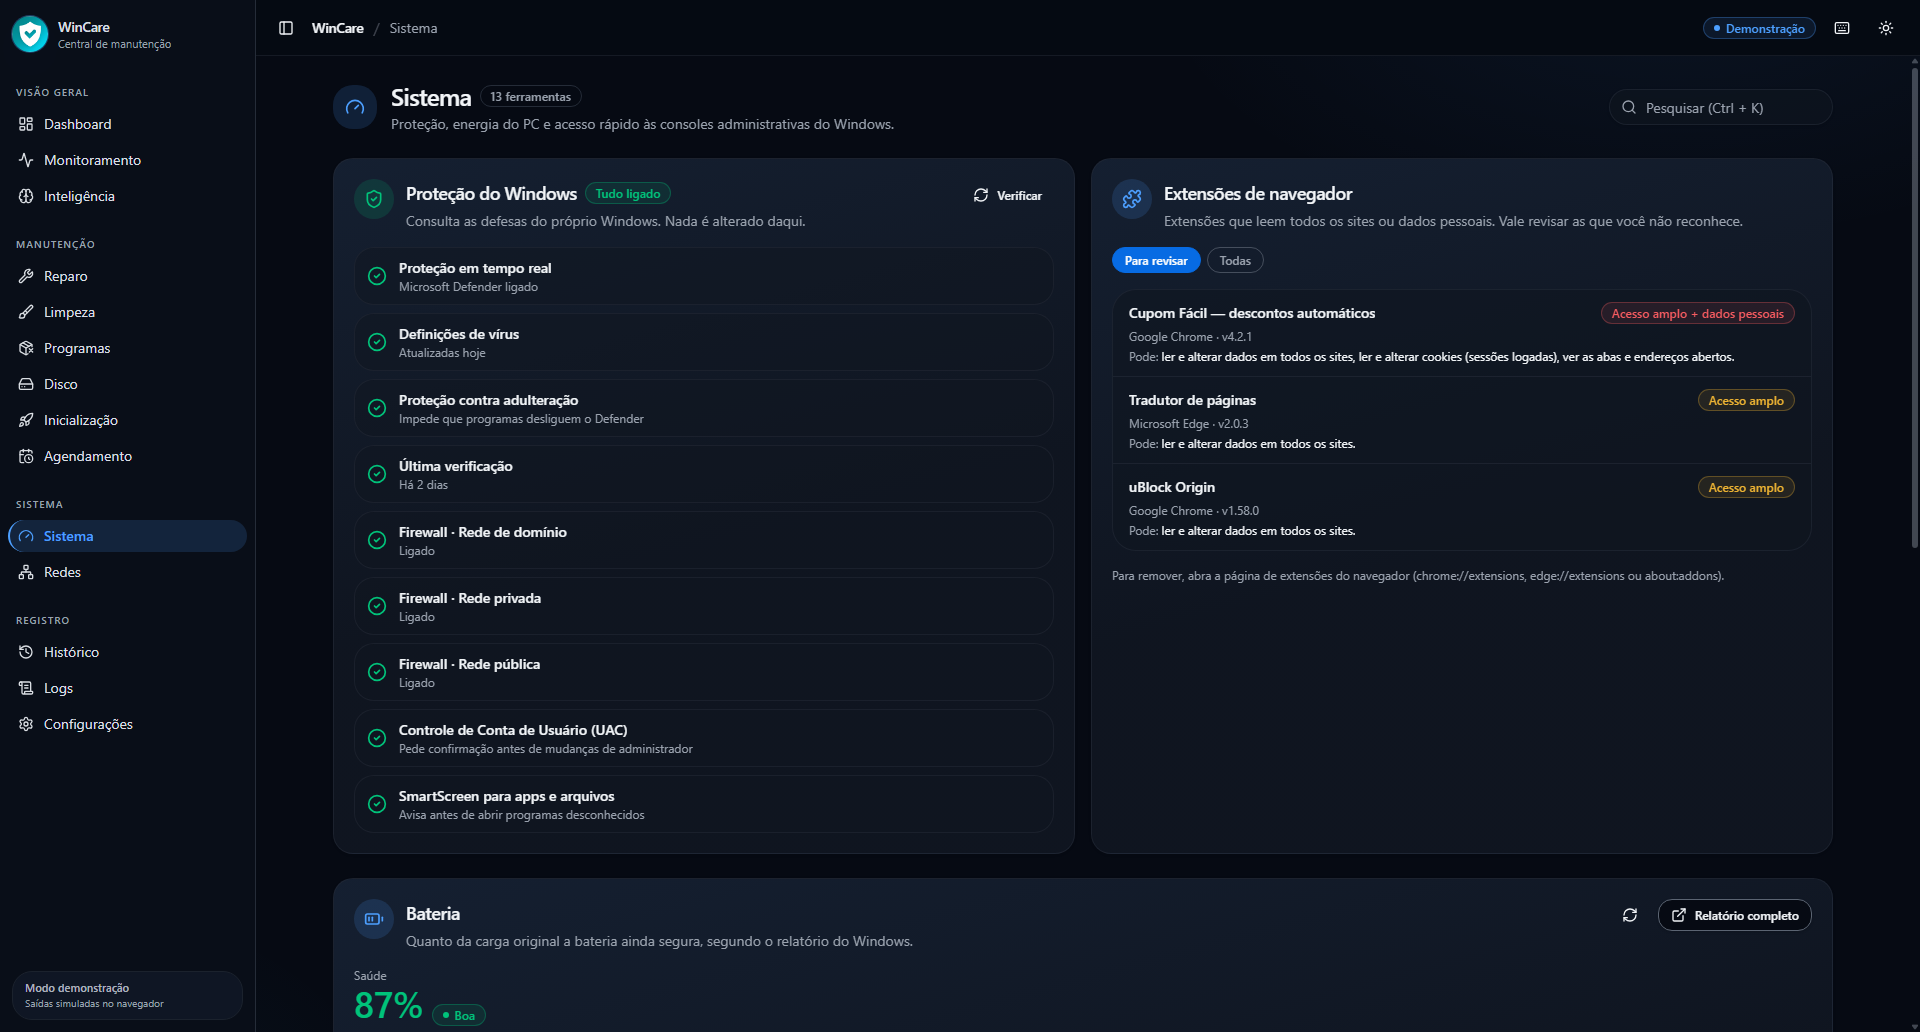 WinCare
Central de manutenção
VISÃO GERAL
Dashboard
Monitoramento
Inteligência
MANUTENÇÃO
Reparo
Limpeza
Programas
Disco
Inicialização
Agendamento
SISTEMA
Sistema
Redes
REGISTRO
Histórico
Logs
Configurações
Modo demonstração
Saídas simuladas no navegador
WinCare / Sistema
Demonstração
Sistema 13 ferramentas
Proteção, energia do PC e acesso rápido às consoles administrativas do Windows.
Pesquisar (Ctrl + K)
Proteção do Windows Tudo ligado
Verificar
Consulta as defesas do próprio Windows. Nada é alterado daqui.
Proteção em tempo real
Microsoft Defender ligado
Definições de vírus
Atualizadas hoje
Proteção contra adulteração
Impede que programas desliguem o Defender
Última verificação
Há 2 dias
Firewall · Rede de domínio
Ligado
Firewall · Rede privada
Ligado
Firewall · Rede pública
Ligado
Controle de Conta de Usuário (UAC)
Pede confirmação antes de mudanças de administrador
SmartScreen para apps e arquivos
Avisa antes de abrir programas desconhecidos
Extensões de navegador
Extensões que leem todos os sites ou dados pessoais. Vale revisar as que você não reconhece.
Para revisar Todas
Cupom Fácil — descontos automáticos Acesso amplo + dados pessoais
Google Chrome · v4.2.1
Pode: ler e alterar dados em todos os sites, ler e alterar cookies (sessões logadas), ver as abas e endereços abertos.
Tradutor de páginas Acesso amplo
Microsoft Edge · v2.0.3
Pode: ler e alterar dados em todos os sites.
uBlock Origin Acesso amplo
Google Chrome · v1.58.0
Pode: ler e alterar dados em todos os sites.
Para remover, abra a página de extensões do navegador (chrome://extensions, edge://extensions ou about:addons).
Bateria
Relatório completo
Quanto da carga original a bateria ainda segura, segundo o relatório do Windows.
Saúde
87% Boa